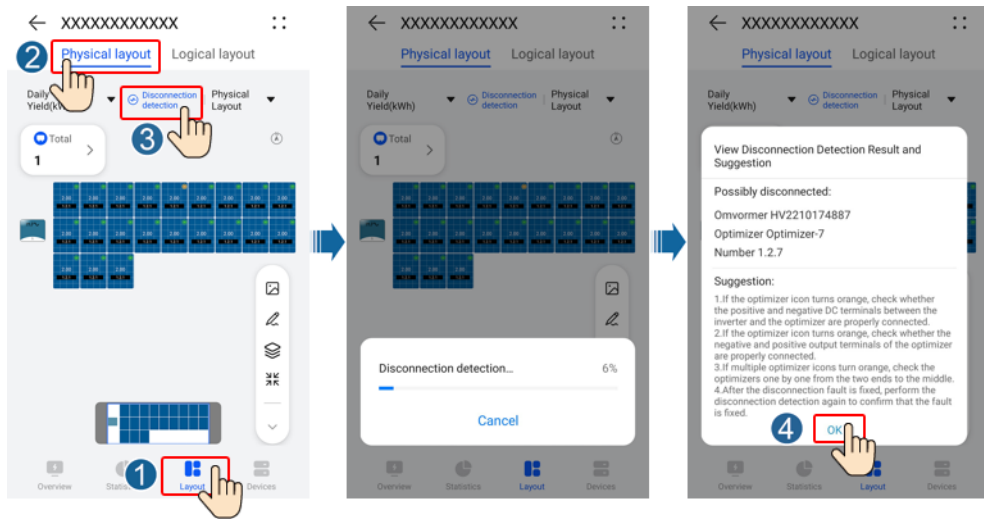 XXXXXXXXXXXX
2
Physical layout
Logical layout
Daily
Disconnection
detection
Physical
Layout
3
Total
1
1
Overview
Layout
Devices
XXXXXXXXXXXX
Physical layout
Logical layout
Daily
Yield(kWh)
Disconnection
detection
Physical
Layout
Total
1
Disconnection detection...
6%
Cancel
Overview
Statistics
Layout
Devices
XXXXXXXXXXXX
Physical layout
Logical layout
Daily
Yield(kWh)
Disconnection
detection
Physical
Layout
View Disconnection Detection Result and
Suggestion
Possibly disconnected:
Omvormer HV2210174887
Optimizer Optimizer-7
Number 1.2.7
Suggestion:
1.If the optimizer icon turns orange, check whether
the positive and negative DC terminals between the
inverter and the optimizer are properly connected.
2.If the optimizer icon turns orange, check whether the
negative and positive output terminals of the optimizer
are properly connected.
3.If multiple optimizer icons turn orange, check the
optimizers one by one from the two ends to the middle.
4.After the disconnection fault is fixed, perform the
disconnection detection again to confirm that the fault
is fixed.
4
OK
Overview
Statistics
Layout
Devices